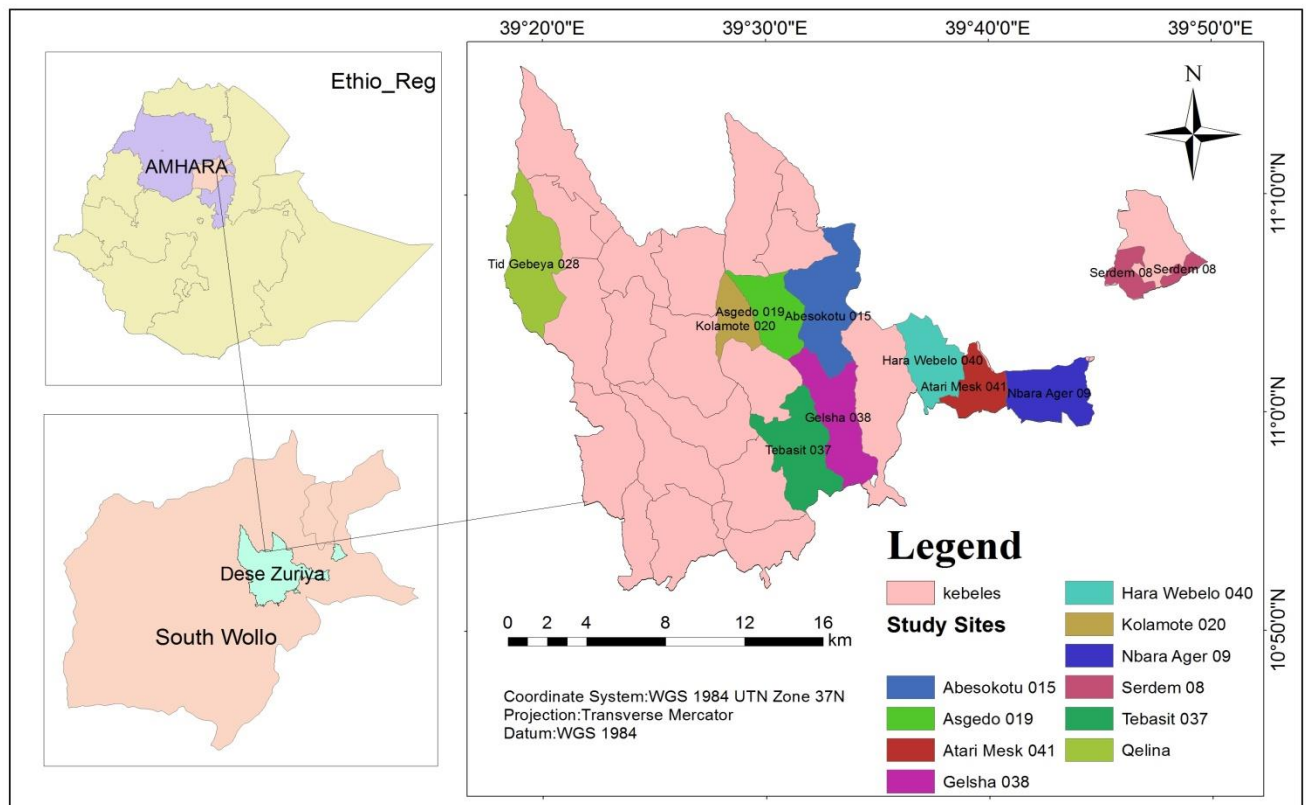 Ethio_Reg
AMHARA
Dese Zuriya
South Wollo
39°20'0"E
39°30'0"E
39°40'0"E
39°50'0"E
N
11°10'0"N
11°0'0"N
10°50'0"N
Tid Gebeya 028
Asgedo 019
Kolamote 020
Abesokotu 015
Serdem 08
Serdem 08
Hara Webelo 040
Atari Mesk 041
Nbara Ager 09
Gelsha 038
Tebasit 037
0 2 4 8 12 16
km
Coordinate System:WGS 1984 UTN Zone 37N
Projection:Transverse Mercator
Datum:WGS 1984
Legend
kebeles
Study Sites
Abesokotu 015
Asgedo 019
Atari Mesk 041
Gelsha 038
Hara Webelo 040
Kolamote 020
Nbara Ager 09
Serdem 08
Tebasit 037
Qelina